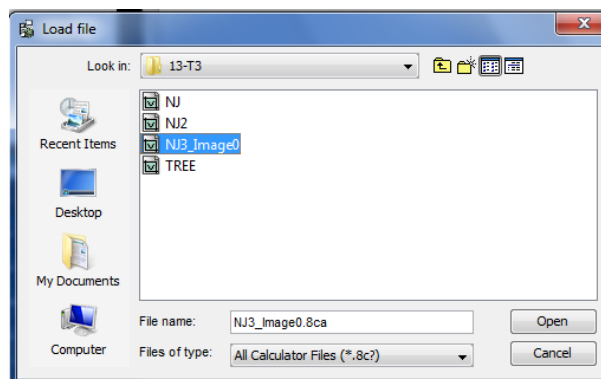 Load file
Look in: 13-T3
NJ
NJ2
NJ3_Image0
TREE
Recent Items
Desktop
My Documents
Computer
File name: NJ3_Image0.8ca Open
Files of type: All Calculator Files (*.8c?) Cancel